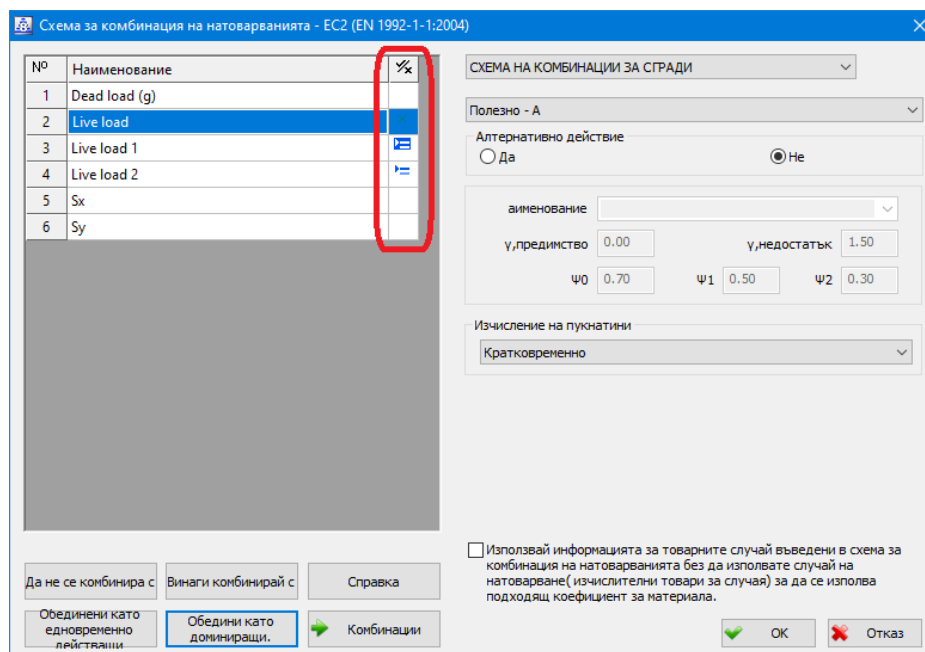 Схема за комбинация на натоварванията - EC2 (EN 1992-1-1:2004)
№ Наименование
1 Dead load (g)
2 Live load
3 Live load 1
4 Live load 2
5 Sx
6 Sy
СХЕМА НА КОМБИНАЦИИ ЗА СГРАДИ
Полезно - А
Алтернативно действие
Да Не
аименование
γ,предимство 0.00 γ,недостатък 1.50
Ψ0 0.70 Ψ1 0.50 Ψ2 0.30
Изчисление на пукнатини
Кратковременно
Използвай информацията за товарните случай въведени в схема за
комбинация на натоварванията без да използвате случай на
натоварване( изчислителни товари за случая) за да се изполва
подходящ коефициент за материала.
Да не се комбинира с Винаги комбинирай с Справка
Обединени като
едновременно
действащи
Обедини като
доминиращи.
Комбинации
OK Отказ